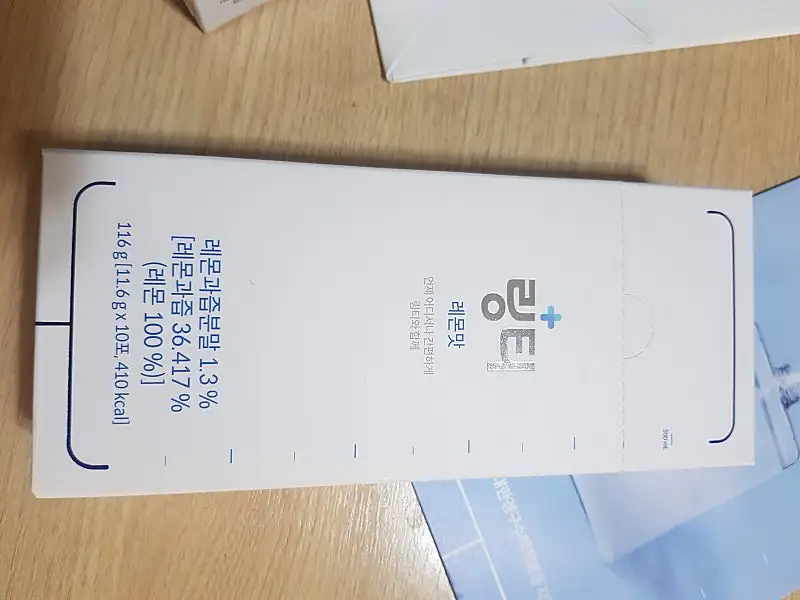 500 mL
링티
레몬맛
언제 어디서나 간편하게
링티와 함께
레몬과즙분말 1.3 %
[레몬과즙 36.417 %
(레몬 100 %)]
116 g [11.6 g x 10포, 410 kcal]